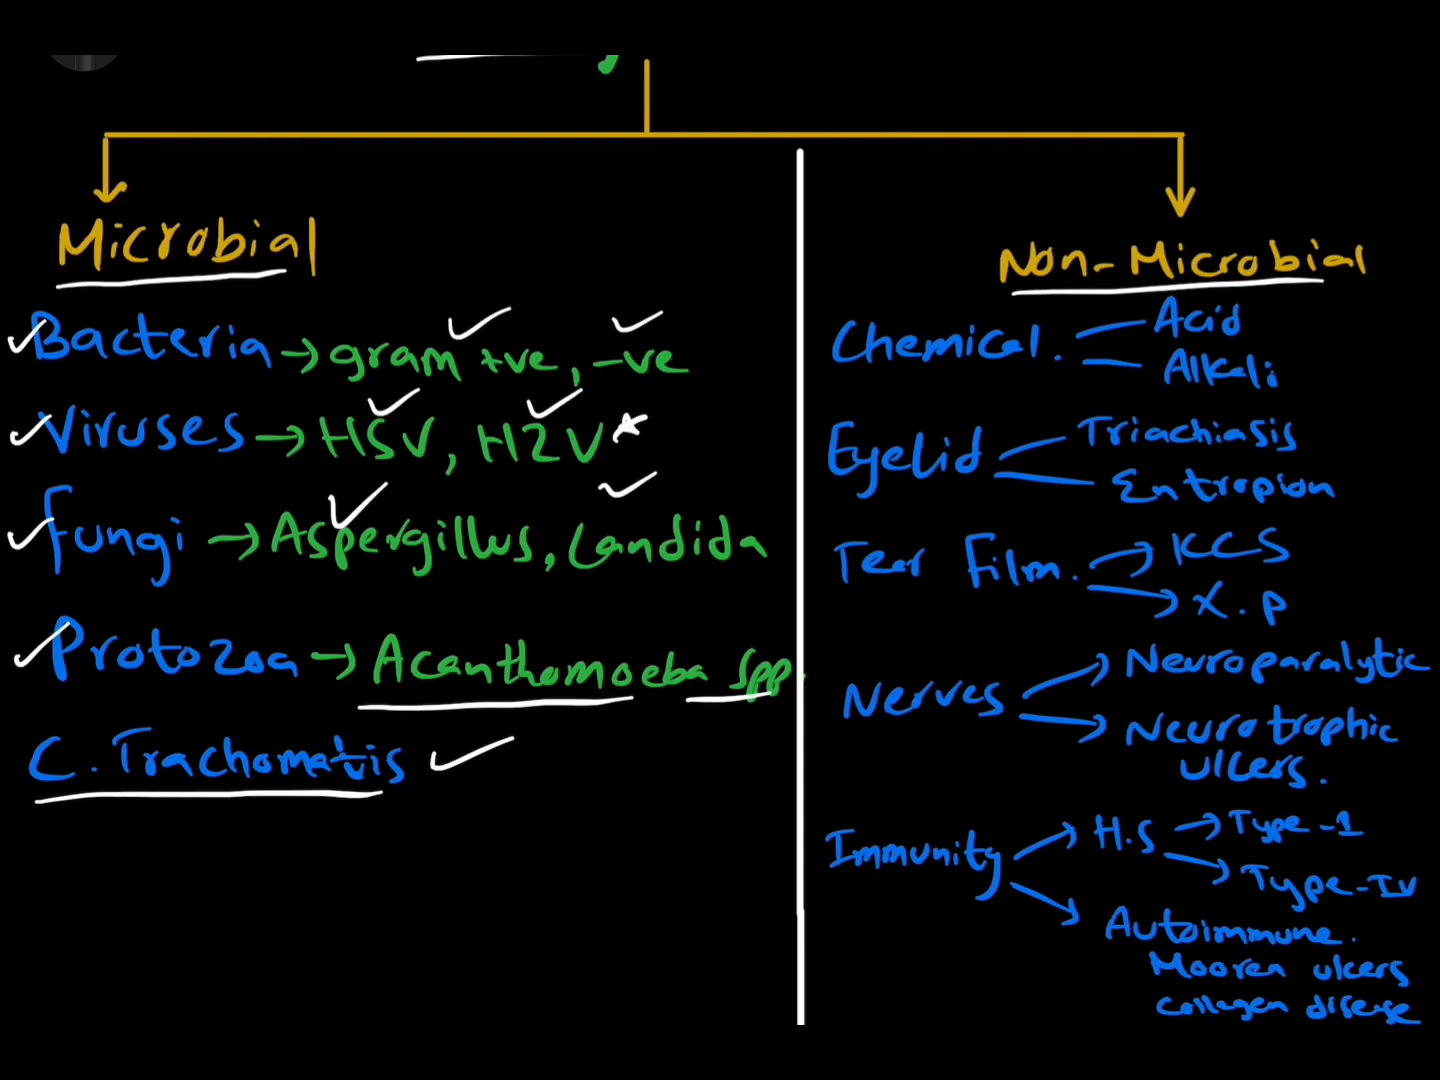 Microbial
Bacteria → gram +ve, -ve
Viruses → HSV, HZV *
Fungi → Aspergillus, Candida
Protozoa → Acanthomoeba Spp.
C. Trachomatis
Non-Microbial
Chemical. Acid
Alkali
Eyelid Triachiasis
Entropion
Tear Film. → KCS
→ X.P
Nerves → Neuroparalytic
→ Neurotrophic
ulcers.
Immunity → H.S → Type-1
→ Type-IV
→ Autoimmune.
Mooren ulcers
Collagen disease